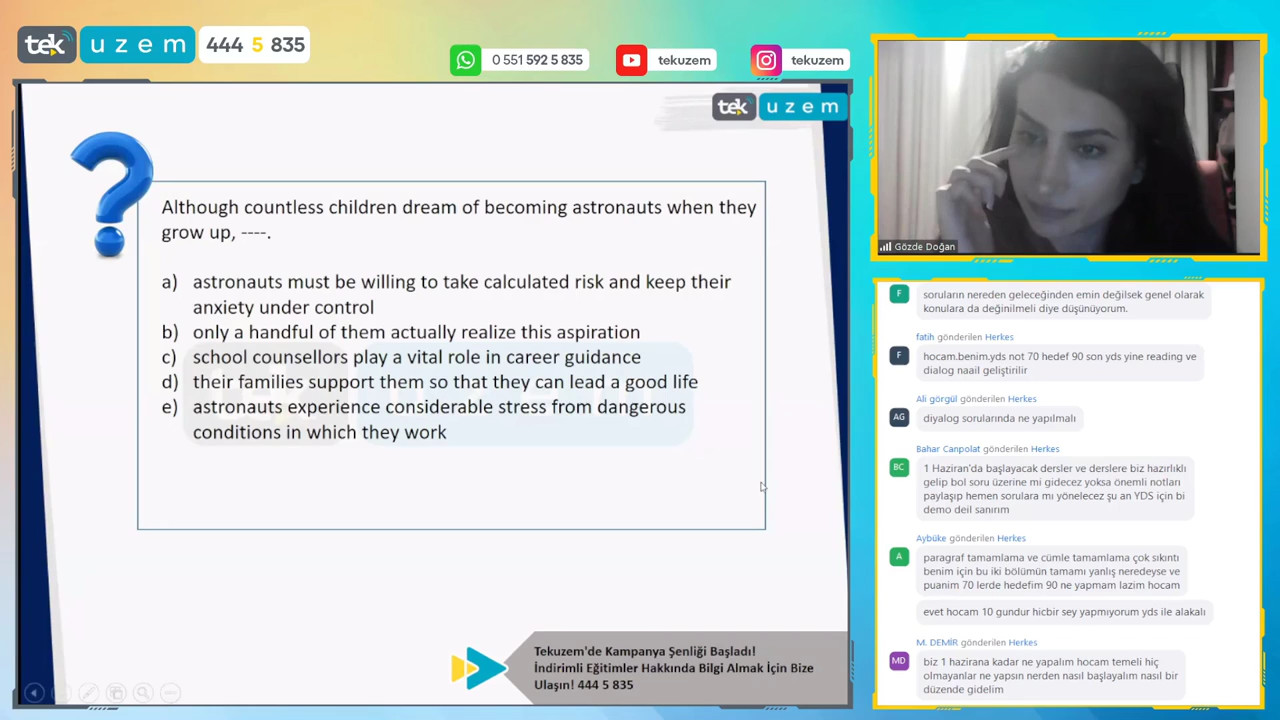 tek uzem 444 5 835
0 551 592 5 835
tekuzem
tekuzem
tek uzem
Although countless children dream of becoming astronauts when they
grow up, ----.
a) astronauts must be willing to take calculated risk and keep their
anxiety under control
b) only a handful of them actually realize this aspiration
c) school counsellors play a vital role in career guidance
d) their families support them so that they can lead a good life
e) astronauts experience considerable stress from dangerous
conditions in which they work
Tekuzem'de Kampanya Şenliği Başladı!
İndirimli Eğitimler Hakkında Bilgi Almak İçin Bize
Ulaşın! 444 5 835
Gözde Doğan
F
soruların nereden geleceğinden emin değilsek genel olarak
konulara da değinilmeli diye düşünüyorum.
fatih gönderilen Herkes
F
hocam.benim.yds not 70 hedef 90 son yds yine reading ve
dialog naail geliştirilir
Ali görgül gönderilen Herkes
AG
diyalog sorularında ne yapılmalı
Bahar Canpolat gönderilen Herkes
BC
1 Haziran'da başlayacak dersler ve derslere biz hazırlıklı
gelip bol soru üzerine mi gidecez yoksa önemli notları
paylaşıp hemen sorulara mı yönelecez şu an YDS için bi
demo deil sanırım
Aybüke gönderilen Herkes
A
paragraf tamamlama ve cümle tamamlama çok sıkıntı
benim için bu iki bölümün tamamı yanlış neredeyse ve
puanim 70 lerde hedefim 90 ne yapmam lazim hocam
evet hocam 10 gundur hicbir sey yapmıyorum yds ile alakalı
M. DEMİR gönderilen Herkes
MD
biz 1 hazirana kadar ne yapalım hocam temeli hiç
olmayanlar ne yapsın nerden nasıl başlayalım nasıl bir
düzende gidelim